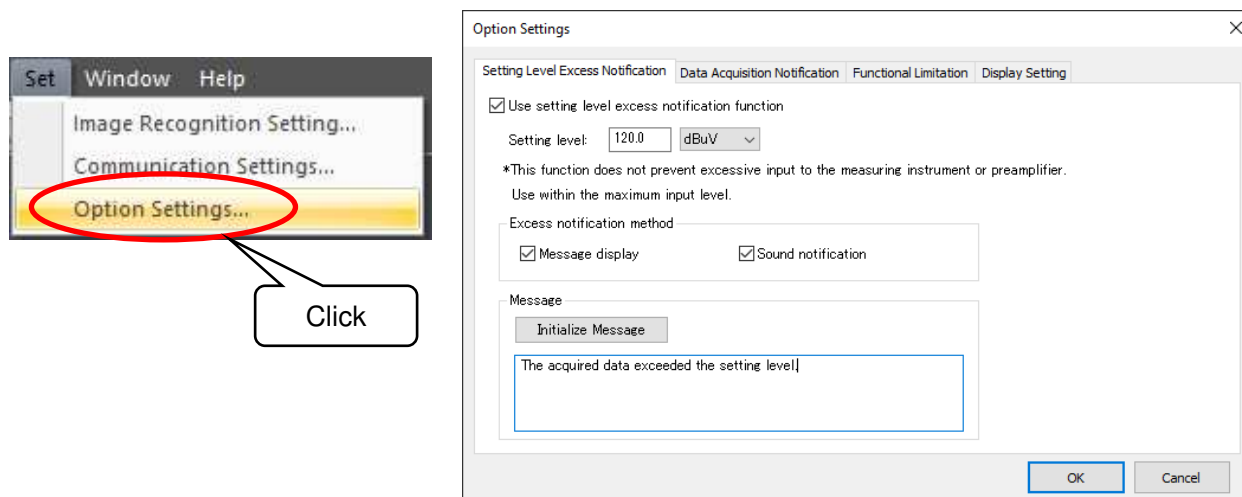 Set Window Help
Image Recognition Setting...
Communication Settings...
Option Settings...
Click
Option Settings
Setting Level Excess Notification Data Acquisition Notification Functional Limitation Display Setting
Use setting level excess notification function
Setting level: 120.0 dBuV
*This function does not prevent excessive input to the measuring instrument or preamplifier.
Use within the maximum input level.
Excess notification method
Message display Sound notification
Message
Initialize Message
The acquired data exceeded the setting level.
OK Cancel